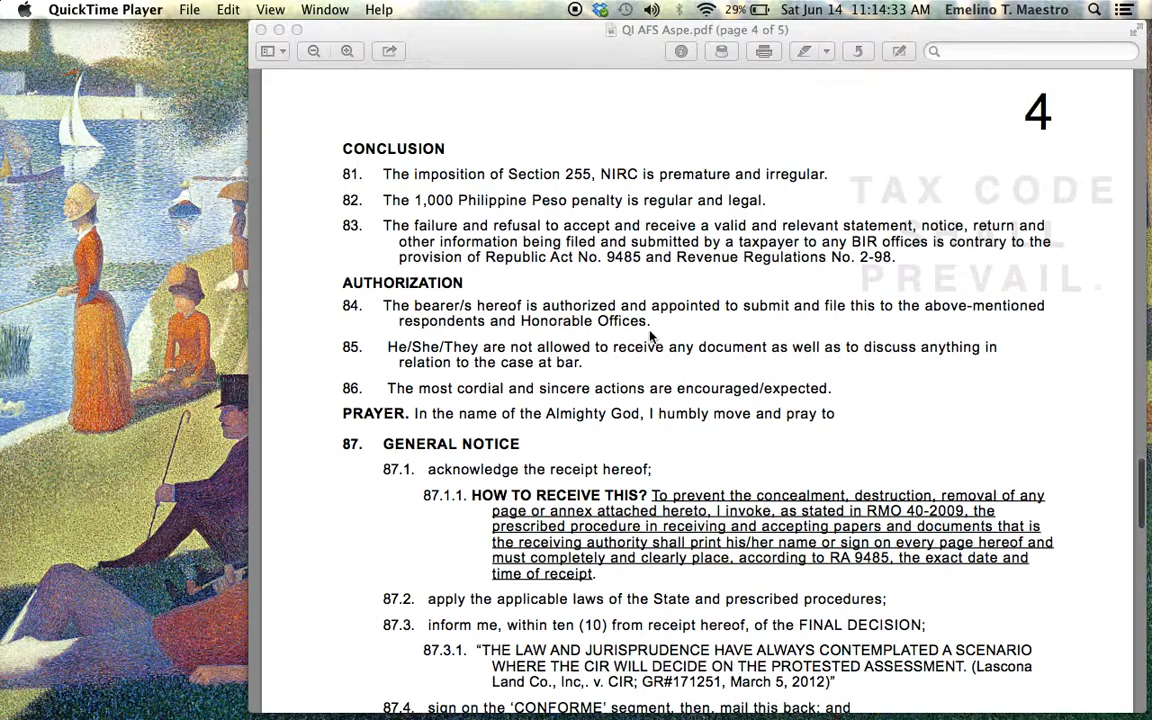 QuickTime Player File Edit View Window Help 29% Sat Jun 14 11:14:33 AM Emelino T. Maestro
QI AFS Aspe.pdf (page 4 of 5)
4
CONCLUSION
81. The imposition of Section 255, NIRC is premature and irregular.
TAX CODE
82. The 1,000 Philippine Peso penalty is regular and legal.
83. The failure and refusal to accept and receive a valid and relevant statement, notice, return and
SHALL
other information being filed and submitted by a taxpayer to any BIR offices is contrary to the
provision of Republic Act No. 9485 and Revenue Regulations No. 2-98.
PREVAIL.
AUTHORIZATION
84. The bearer/s hereof is authorized and appointed to submit and file this to the above-mentioned
respondents and Honorable Offices.
85. He/She/They are not allowed to receive any document as well as to discuss anything in
relation to the case at bar.
86. The most cordial and sincere actions are encouraged/expected.
PRAYER. In the name of the Almighty God, I humbly move and pray to
87. GENERAL NOTICE
87.1. acknowledge the receipt hereof;
87.1.1. HOW TO RECEIVE THIS? To prevent the concealment, destruction, removal of any
page or annex attached hereto, I invoke, as stated in RMO 40-2009, the
prescribed procedure in receiving and accepting papers and documents that is
the receiving authority shall print his/her name or sign on every page hereof and
must completely and clearly place, according to RA 9485, the exact date and
time of receipt.
87.2. apply the applicable laws of the State and prescribed procedures;
87.3. inform me, within ten (10) from receipt hereof, of the FINAL DECISION;
87.3.1. “THE LAW AND JURISPRUDENCE HAVE ALWAYS CONTEMPLATED A SCENARIO
WHERE THE CIR WILL DECIDE ON THE PROTESTED ASSESSMENT. (Lascona
Land Co., Inc,. v. CIR; GR#171251, March 5, 2012)”
87.4. sign on the ‘CONFORME’ segment, then, mail this back; and